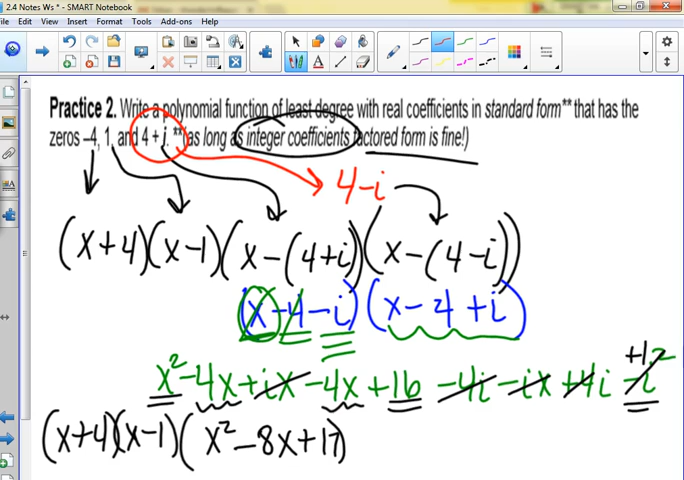 2.4 Notes Ws * - SMART Notebook
File Edit View Insert Format Tools Add-ons Help
Practice 2. Write a polynomial function of least degree with real coefficients in standard form** that has the
zeros –4, 1, and 4 + i. **as long as integer coefficients factored form is fine!)
4-i
(x+4)(x-1)(x-(4+i))(x-(4-i))
(x-4-i)(x-4+i)
+1
x²-4x+ix-4x+16-4i-ix+4i-i²
(x+4)(x-1)(x²-8x+17)